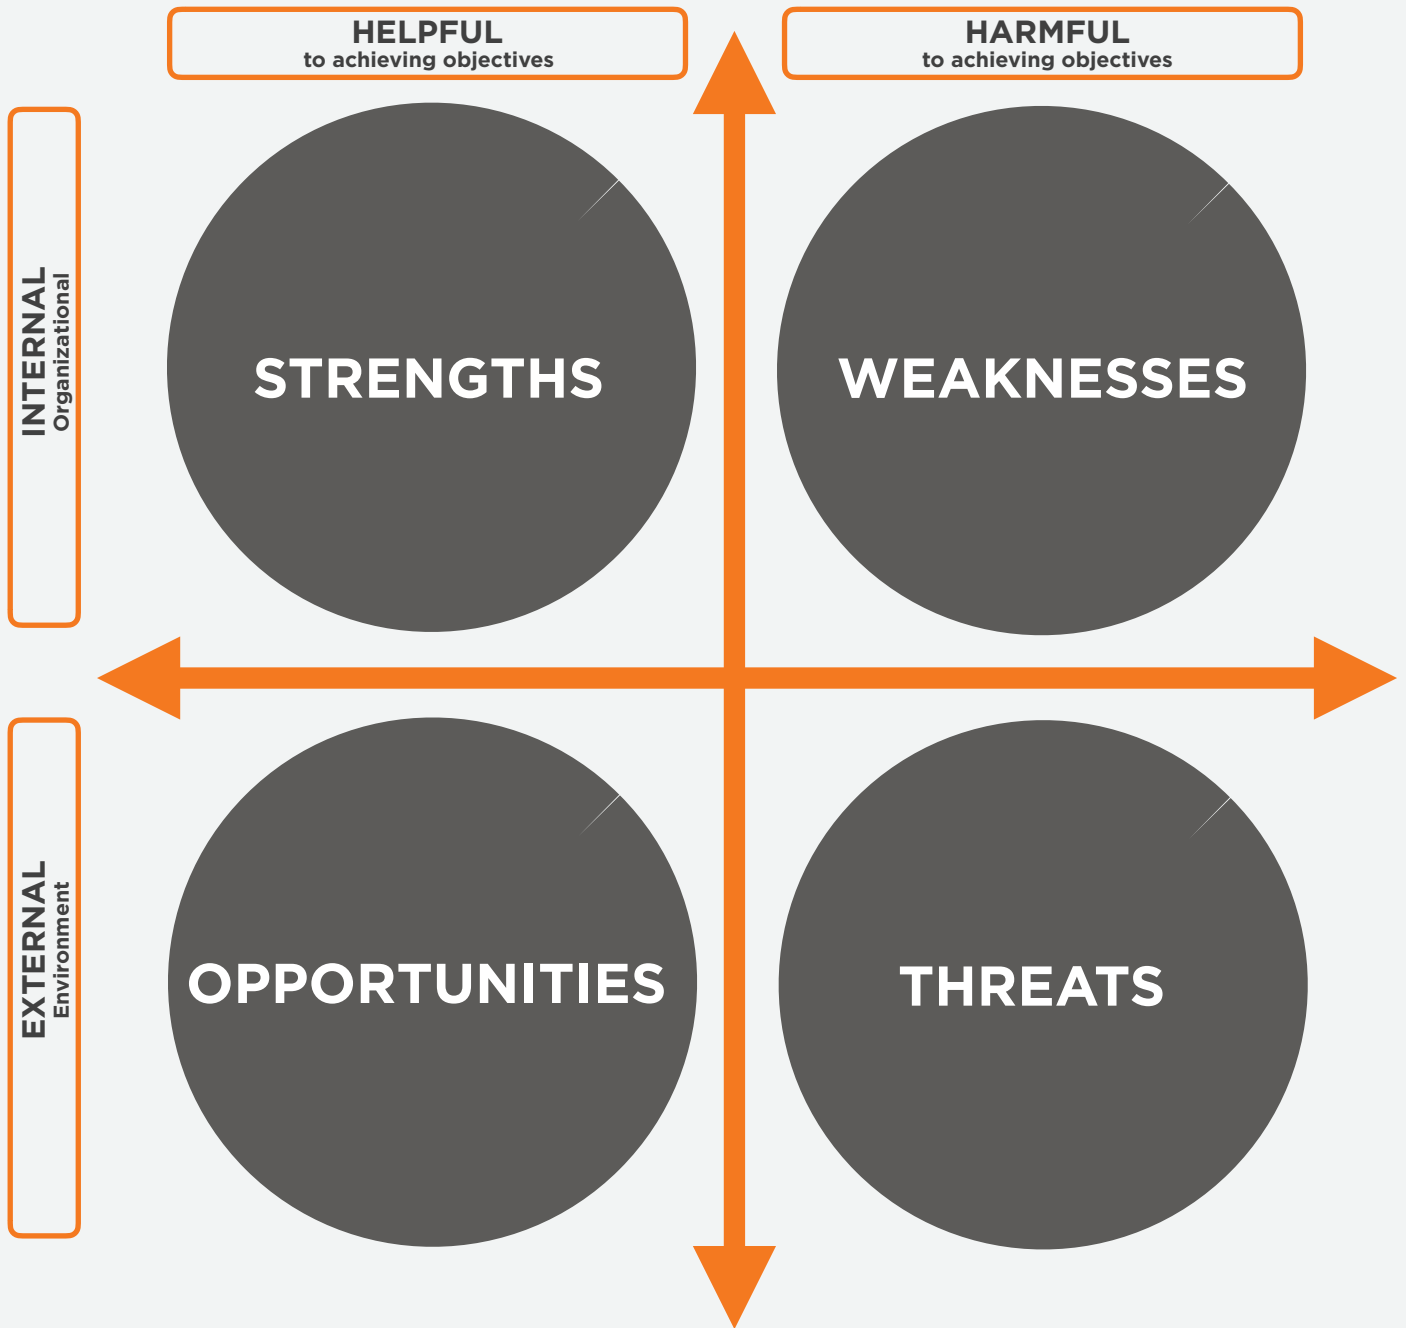 HELPFUL
to achieving objectives
HARMFUL
to achieving objectives
INTERNAL
Organizational
STRENGTHS
WEAKNESSES
EXTERNAL
Environment
OPPORTUNITIES
THREATS